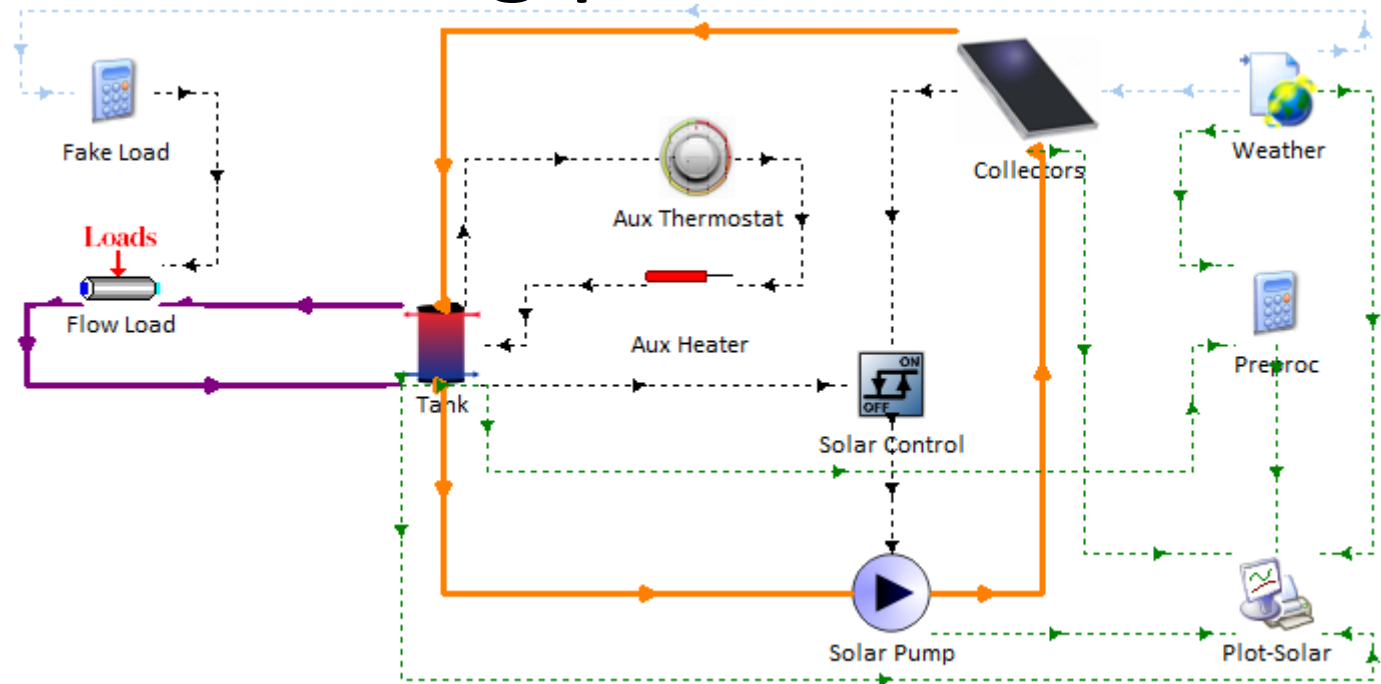 Fake Load
Weather
Collectors
Aux Thermostat
Loads
Flow Load
Aux Heater
Preproc
Tank
ON
OFF
Solar Control
Solar Pump
Plot-Solar